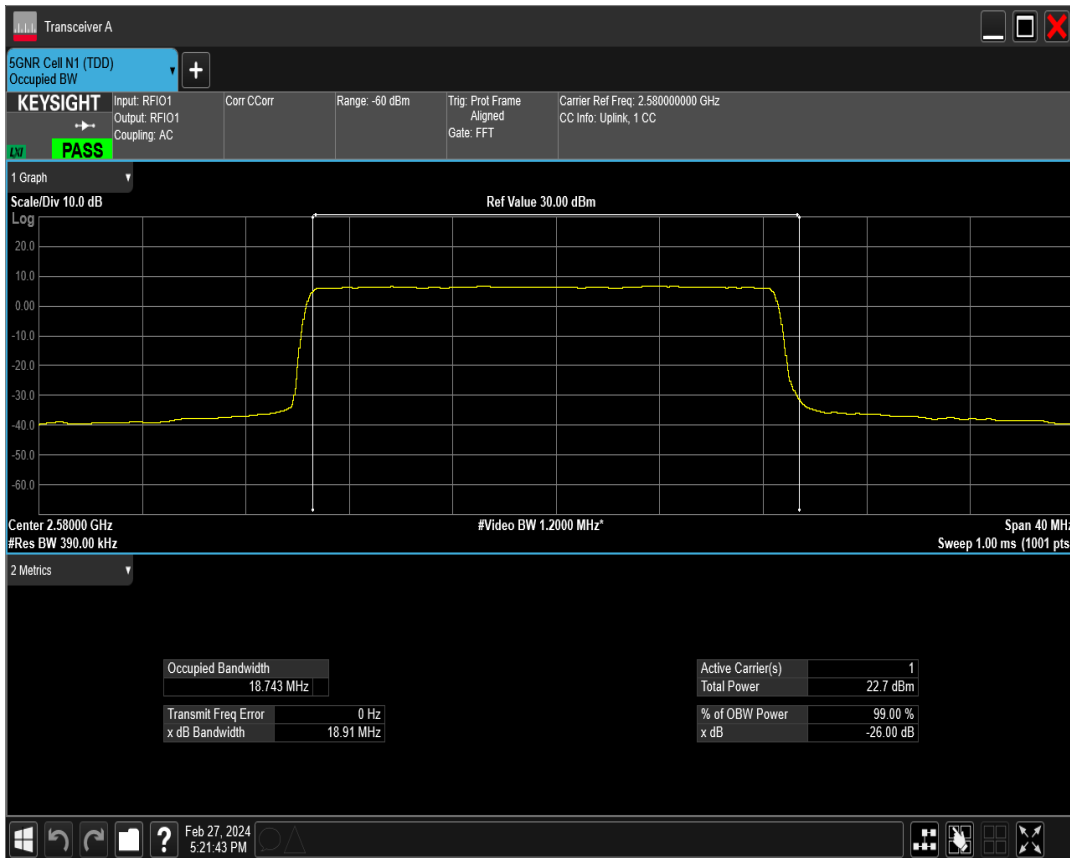 Transceiver A
5GNR Cell N1 (TDD)
Occupied BW
KEYSIGHT
LXI
PASS
Input: RFIO1
Output: RFIO1
Coupling: AC
Corr CCorr
Range: -60 dBm
Trig: Prot Frame
Aligned
Gate: FFT
Carrier Ref Freq: 2.580000000 GHz
CC Info: Uplink, 1 CC
1 Graph
Scale/Div 10.0 dB
Ref Value 30.00 dBm
Log
20.0
10.0
0.00
-10.0
-20.0
-30.0
-40.0
-50.0
-60.0
Center 2.58000 GHz
#Video BW 1.2000 MHz*
Span 40 MHz
#Res BW 390.00 kHz
Sweep 1.00 ms (1001 pts
2 Metrics
Occupied Bandwidth
18.743 MHz
Transmit Freq Error 0 Hz
x dB Bandwidth 18.91 MHz
Active Carrier(s) 1
Total Power 22.7 dBm
% of OBW Power 99.00 %
x dB -26.00 dB
Feb 27, 2024
5:21:43 PM